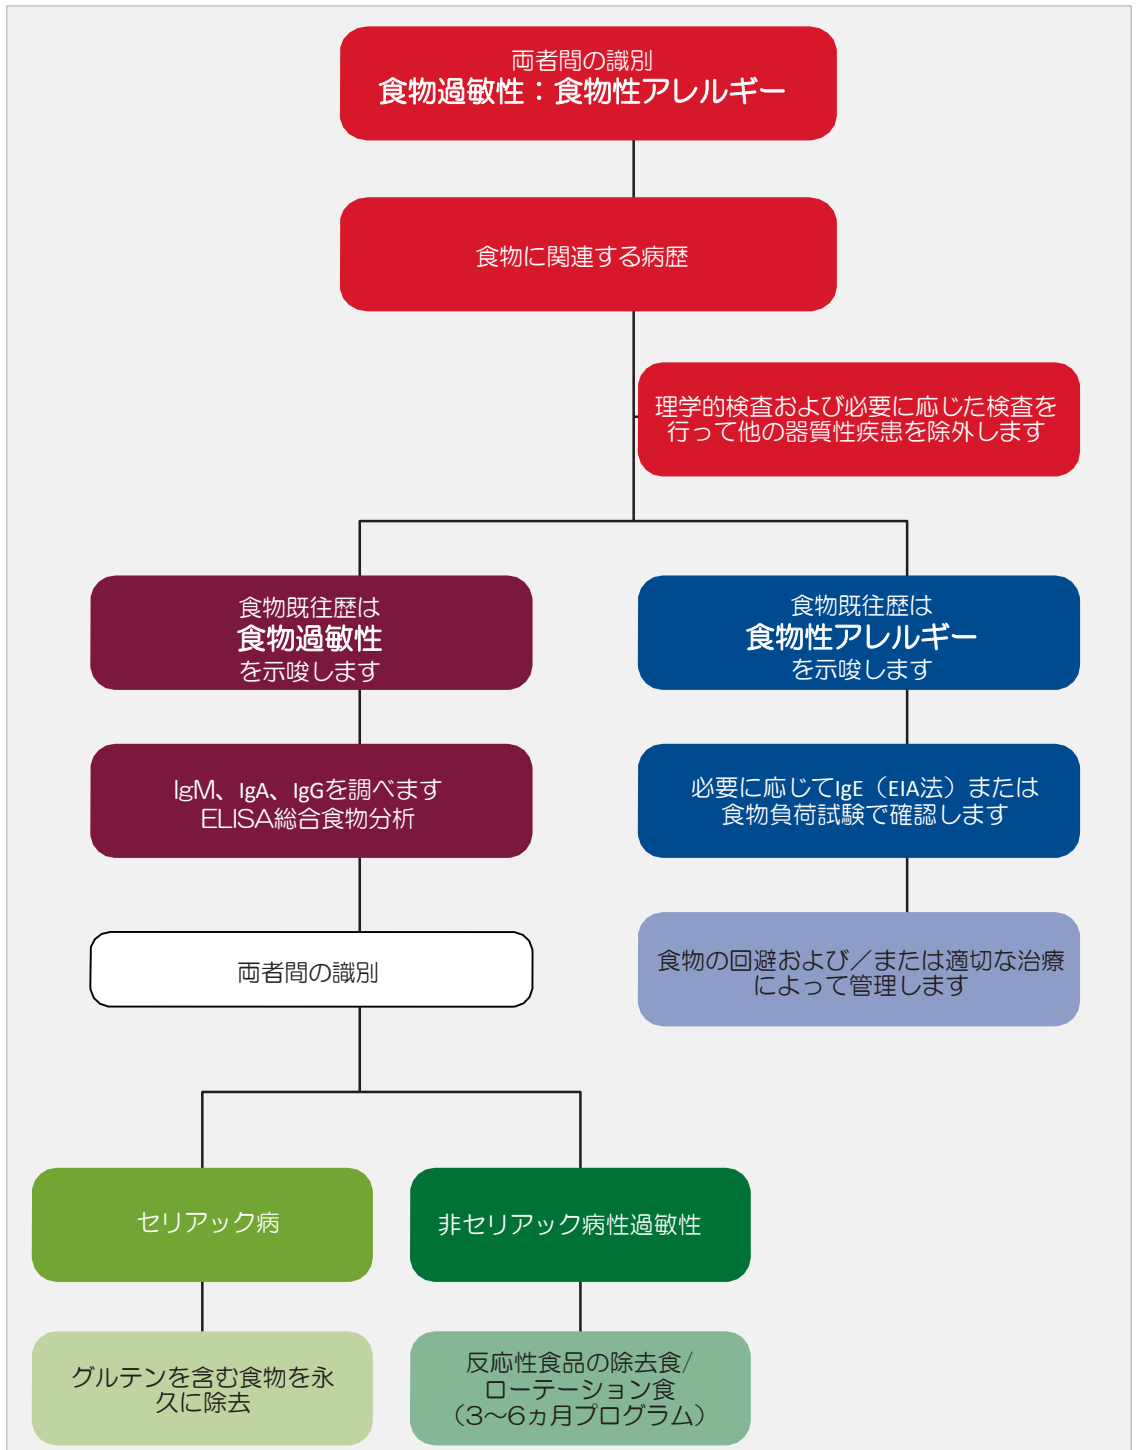 両者間の識別
食物過敏性：食物性アレルギー
食物に関連する病歴
理学的検査および必要に応じた検査を
行って他の器質性疾患を除外します
食物既往歴は
食物過敏性
を示唆します
食物既往歴は
食物性アレルギー
を示唆します
IgM、IgA、IgGを調べます
ELISA総合食物分析
必要に応じてIgE（EIA法）または
食物負荷試験で確認します
両者間の識別
食物の回避および／または適切な治療
によって管理します
セリアック病
非セリアック病性過敏性
グルテンを含む食物を永
久に除去
反応性食品の除去食/
ローテーション食
（3〜6ヵ月プログラム）